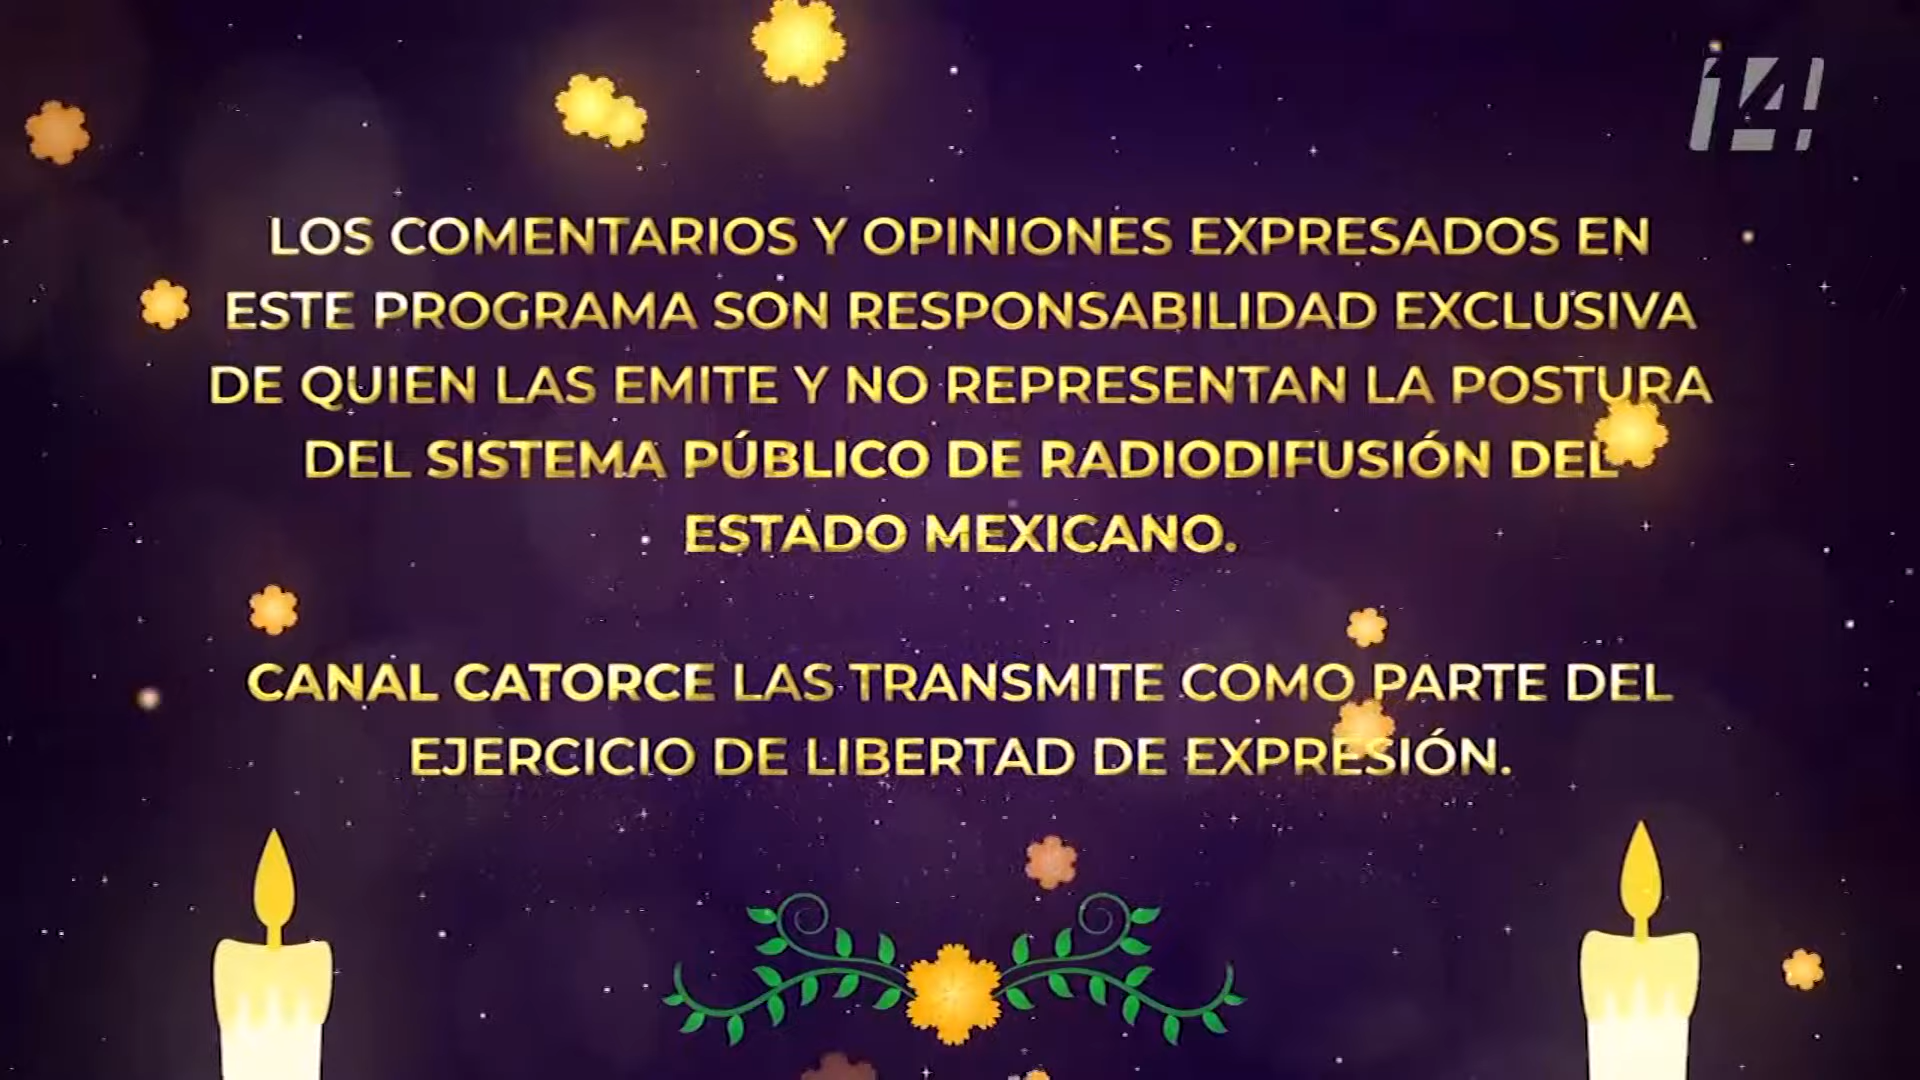 14!
LOS COMENTARIOS Y OPINIONES EXPRESADOS EN
ESTE PROGRAMA SON RESPONSABILIDAD EXCLUSIVA
DE QUIEN LAS EMITE Y NO REPRESENTAN LA POSTURA
DEL SISTEMA PÚBLICO DE RADIODIFUSIÓN DEL
ESTADO MEXICANO.
CANAL CATORCE LAS TRANSMITE COMO PARTE DEL
EJERCICIO DE LIBERTAD DE EXPRESIÓN.